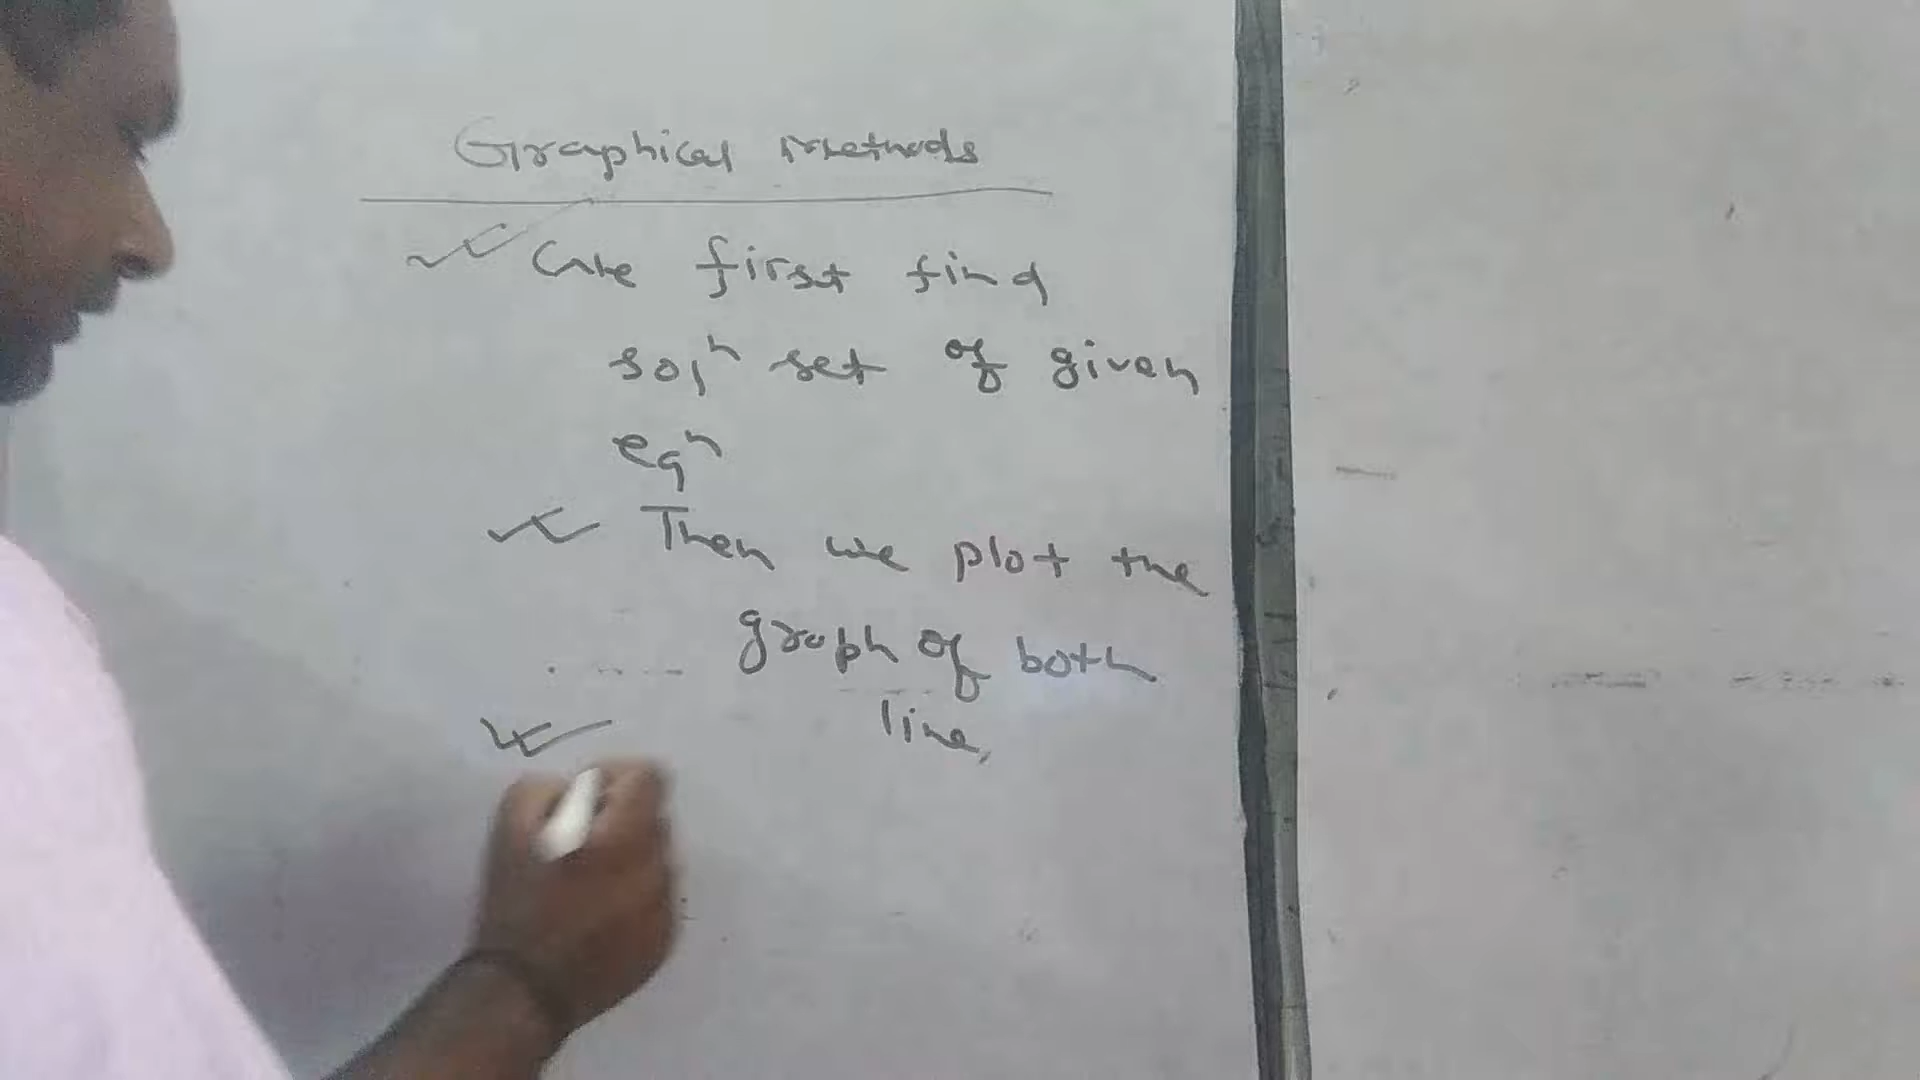 Graphical Methods
We first find
solⁿ set of given
eqⁿ
Then we plot the
graph of both
line,